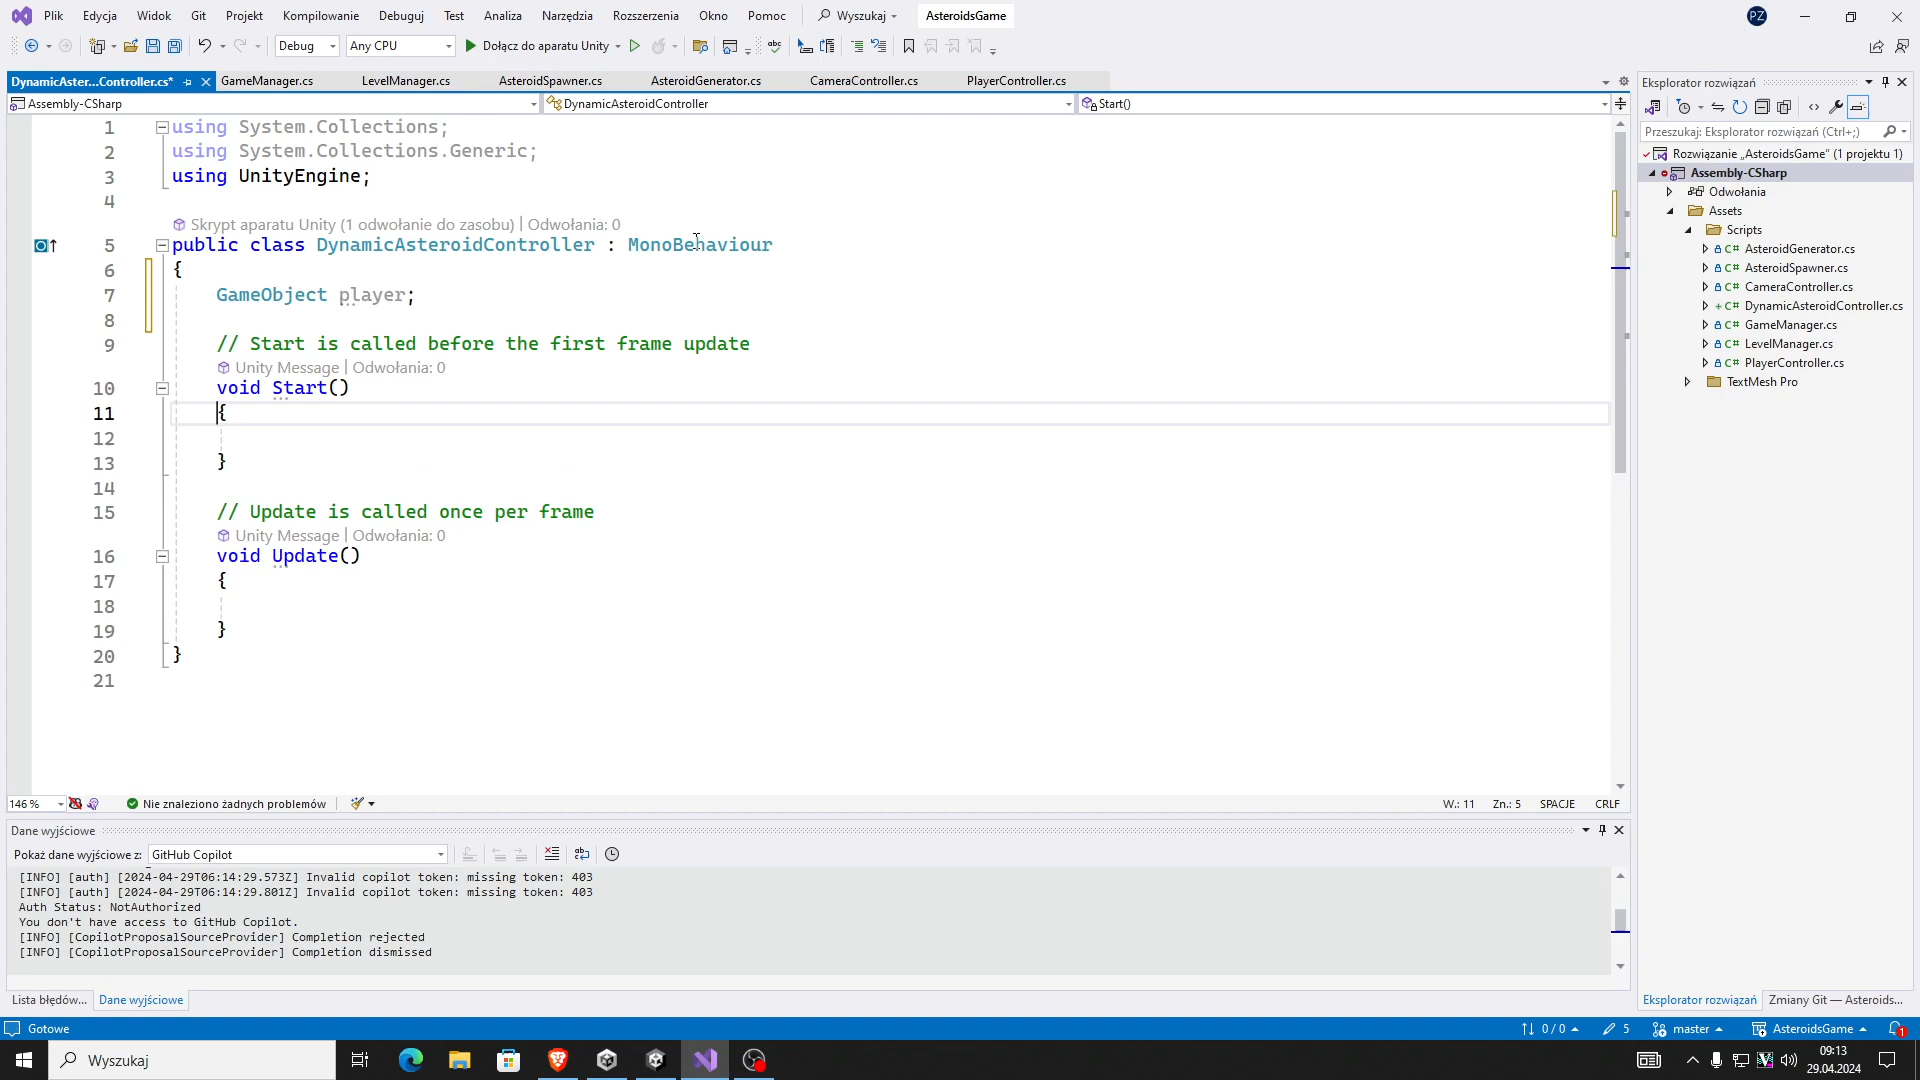 Plik Edycja Widok Git Projekt Kompilowanie Debuguj Test Analiza Narzędzia Rozszerzenia Okno Pomoc Wyszukaj AsteroidsGame PZ
Debug Any CPU Dołącz do aparatu Unity
DynamicAster...Controller.cs* GameManager.cs LevelManager.cs AsteroidSpawner.cs AsteroidGenerator.cs CameraController.cs PlayerController.cs
Assembly-CSharp DynamicAsteroidController Start()
1 using System.Collections;
2 using System.Collections.Generic;
3 using UnityEngine;
4
Skrypt aparatu Unity (1 odwołanie do zasobu) | Odwołania: 0
5 public class DynamicAsteroidController : MonoBehaviour
6 {
7 GameObject player;
8
9 // Start is called before the first frame update
Unity Message | Odwołania: 0
10 void Start()
11 {
12
13 }
14
15 // Update is called once per frame
Unity Message | Odwołania: 0
16 void Update()
17 {
18
19 }
20 }
21
146 % Nie znaleziono żadnych problemów W.: 11 Zn.: 5 SPACJE CRLF
Dane wyjściowe
Pokaż dane wyjściowe z: GitHub Copilot
[INFO] [auth] [2024-04-29T06:14:29.573Z] Invalid copilot token: missing token: 403
[INFO] [auth] [2024-04-29T06:14:29.801Z] Invalid copilot token: missing token: 403
Auth Status: NotAuthorized
You don't have access to GitHub Copilot.
[INFO] [CopilotProposalSourceProvider] Completion rejected
[INFO] [CopilotProposalSourceProvider] Completion dismissed
Lista błędów... Dane wyjściowe
Eksplorator rozwiązań
Przeszukaj: Eksplorator rozwiązań (Ctrl+;)
Rozwiązanie „AsteroidsGame" (1 projektu 1)
Assembly-CSharp
Odwołania
Assets
Scripts
C# AsteroidGenerator.cs
C# AsteroidSpawner.cs
C# CameraController.cs
C# DynamicAsteroidController.cs
C# GameManager.cs
C# LevelManager.cs
C# PlayerController.cs
TextMesh Pro
Eksplorator rozwiązań Zmiany Git — Asteroids...
Gotowe 0 / 0 5 master AsteroidsGame 1
Wyszukaj
09:13
29.04.2024